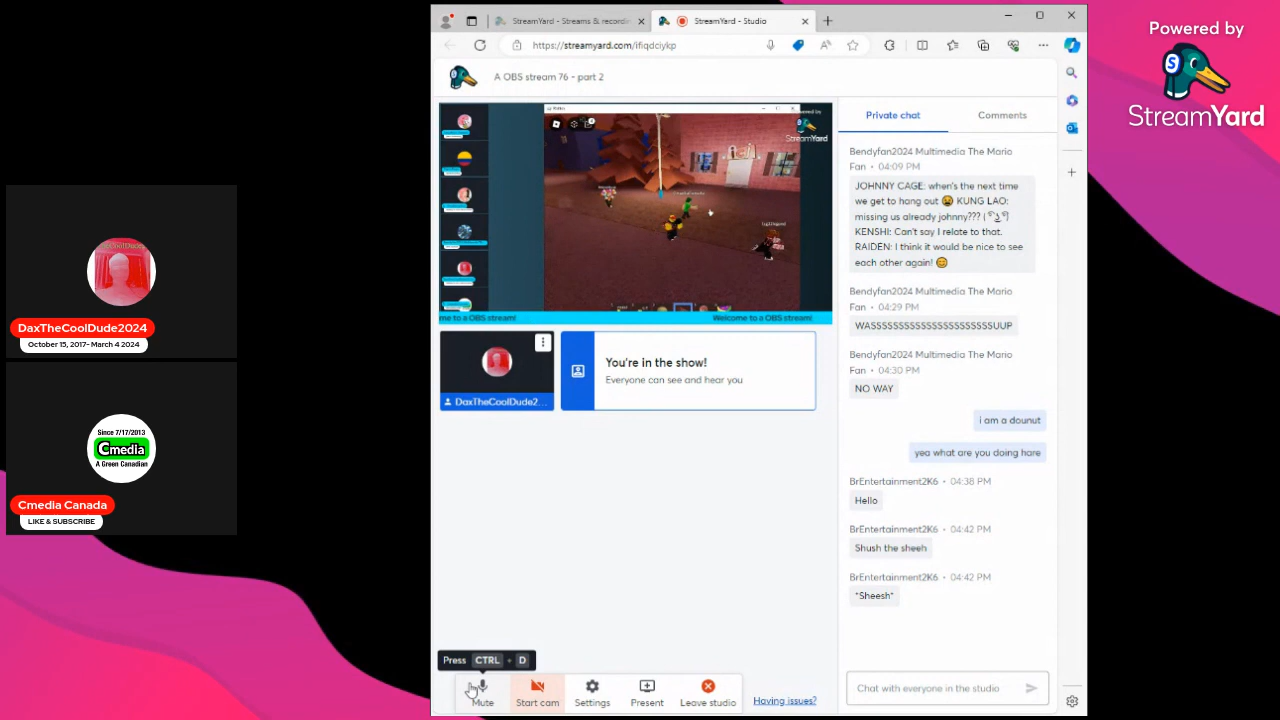 Powered by
StreamYard
StreamYard - Streams & recordin
StreamYard - Studio
https://streamyard.com/ifiqdciykp
A OBS stream 76 - part 2
StreamYard
me to a OBS stream!
Welcome to a OBS stream!
DaxTheCoolDude2...
You're in the show!
Everyone can see and hear you
Private chat
Comments
Bendyfan2024 Multimedia The Mario
Fan • 04:09 PM
JOHNNY CAGE: when's the next time
we get to hang out 😫 KUNG LAO:
missing us already johnny??? ( ͡° ͜ʖ ͡°)
KENSHI: Can't say I relate to that.
RAIDEN: I think it would be nice to see
each other again! 😊
Bendyfan2024 Multimedia The Mario
Fan • 04:29 PM
WASSSSSSSSSSSSSSSSSSSSSSUUP
Bendyfan2024 Multimedia The Mario
Fan • 04:30 PM
NO WAY
i am a dounut
yea what are you doing hare
BrEntertainment2K6 • 04:38 PM
Hello
BrEntertainment2K6 • 04:42 PM
Shush the sheeh
BrEntertainment2K6 • 04:42 PM
*Sheesh*
Chat with everyone in the studio
Press CTRL + D
Mute
Start cam
Settings
Present
Leave studio
Having issues?
DaxTheCoolDude2024
October 15, 2017- March 4 2024
Since 7/17/2013
Cmedia
A Green Canadian
Cmedia Canada
LIKE & SUBSCRIBE